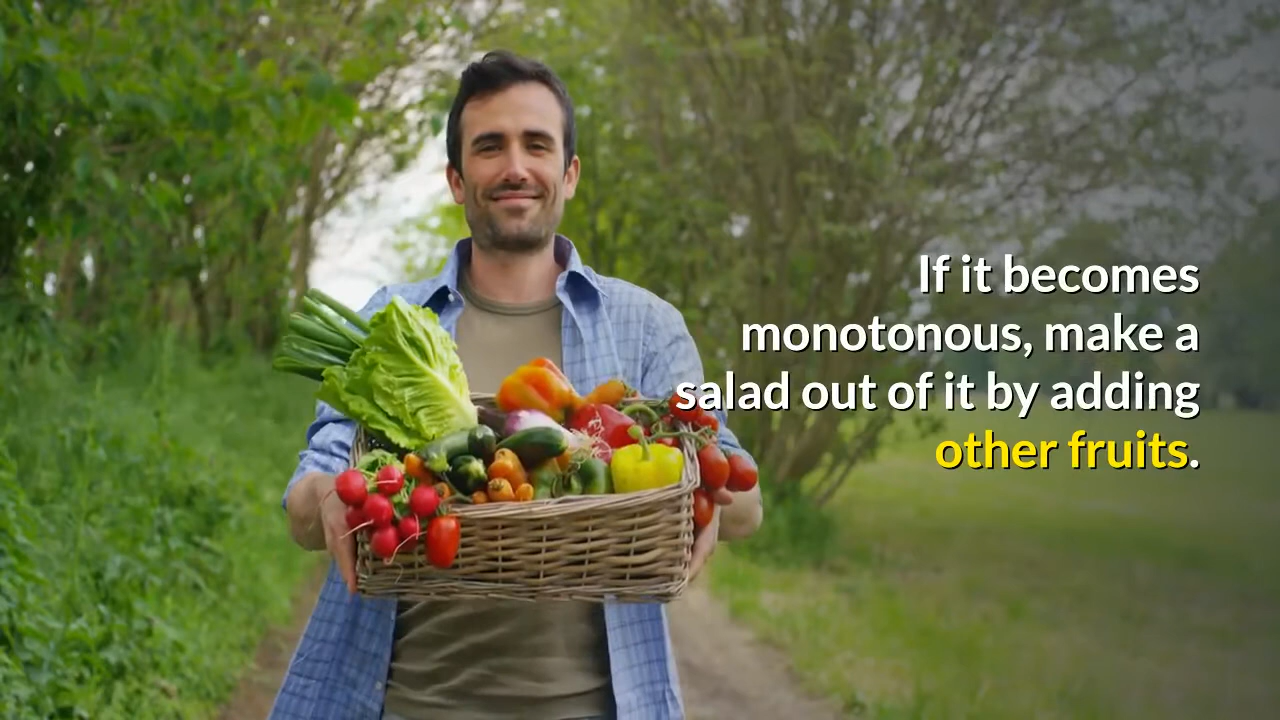 If it becomes
monotonous, make a
salad out of it by adding
other fruits.